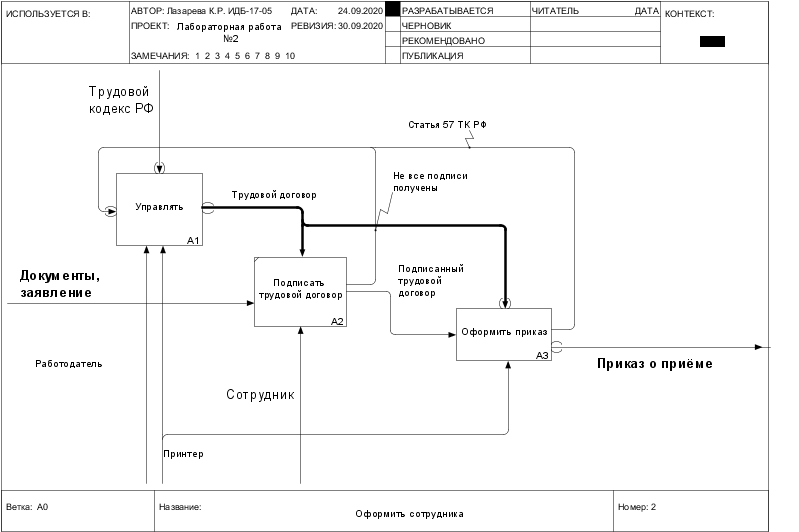 ИСПОЛЬЗУЕТСЯ В:
АВТОР: Лазарева К.Р. ИДБ-17-05
ДАТА: 24.09.2020
ПРОЕКТ: Лабораторная работа
№2
РЕВИЗИЯ: 30.09.2020
ЗАМЕЧАНИЯ: 1 2 3 4 5 6 7 8 9 10
РАЗРАБАТЫВАЕТСЯ
ЧЕРНОВИК
РЕКОМЕНДОВАНО
ПУБЛИКАЦИЯ
ЧИТАТЕЛЬ
ДАТА
КОНТЕКСТ:
Трудовой
кодекс РФ
Статья 57 ТК РФ
Не все подписи
получены
Трудовой договор
Управлять
A1
Документы,
заявление
Подписать
трудовой договор
A2
Подписанный
трудовой
договор
Оформить приказ
A3
Приказ о приёме
Работодатель
Сотрудник
Принтер
Ветка: A0
Название:
Оформить сотрудника
Номер: 2